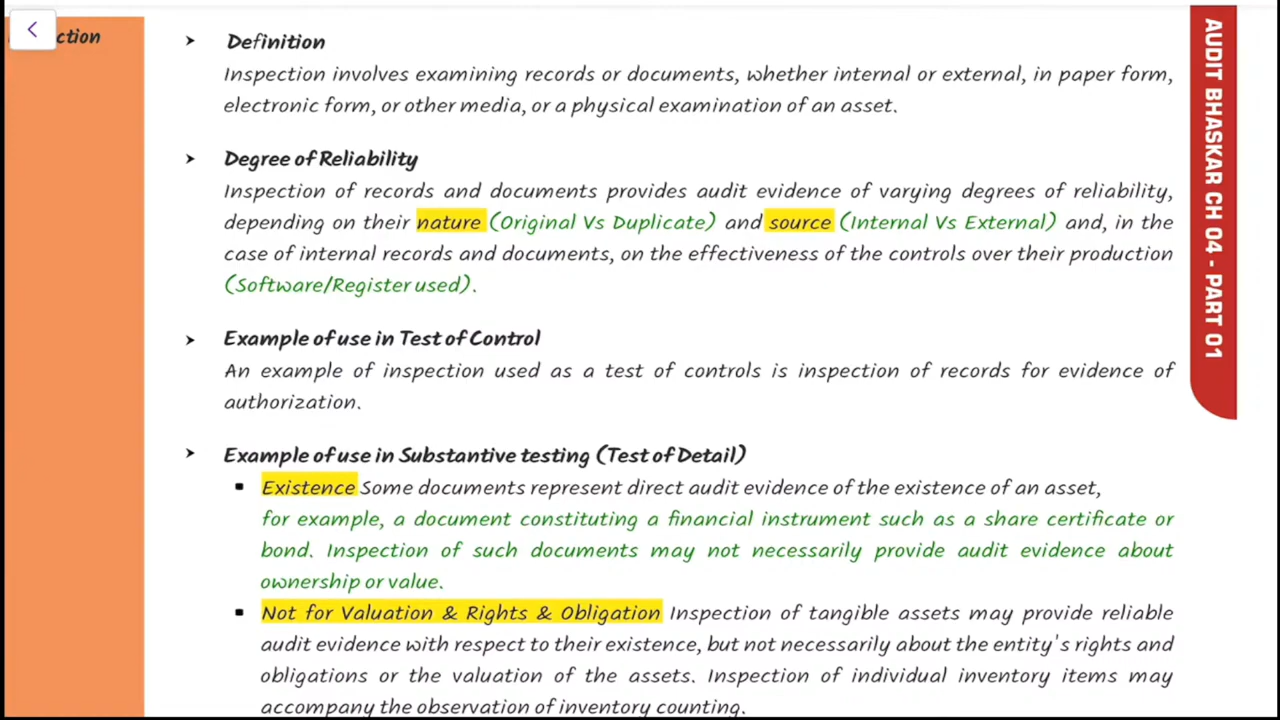 ction
➤ Definition
Inspection involves examining records or documents, whether internal or external, in paper form,
electronic form, or other media, or a physical examination of an asset.
➤ Degree of Reliability
Inspection of records and documents provides audit evidence of varying degrees of reliability,
depending on their nature (Original Vs Duplicate) and source (Internal Vs External) and, in the
case of internal records and documents, on the effectiveness of the controls over their production
(Software/Register used).
➤ Example of use in Test of Control
An example of inspection used as a test of controls is inspection of records for evidence of
authorization.
➤ Example of use in Substantive testing (Test of Detail)
▪ Existence Some documents represent direct audit evidence of the existence of an asset,
for example, a document constituting a financial instrument such as a share certificate or
bond. Inspection of such documents may not necessarily provide audit evidence about
ownership or value.
▪ Not for Valuation & Rights & Obligation Inspection of tangible assets may provide reliable
audit evidence with respect to their existence, but not necessarily about the entity's rights and
obligations or the valuation of the assets. Inspection of individual inventory items may
accompany the observation of inventory counting.
AUDIT BHASKAR CH 04 - PART 01